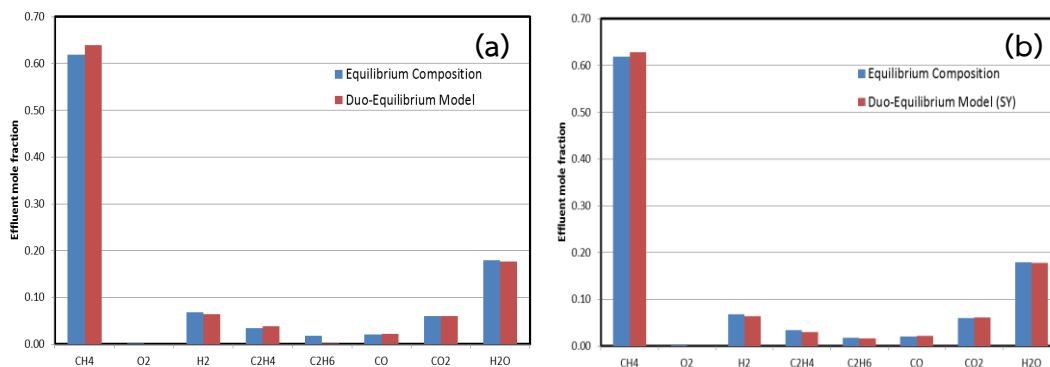 0.70
0.60
0.50
0.40
0.30
0.20
0.10
0.00
Effluent mole fraction
(a)
Equilibrium Composition
Duo-Equilibrium Model
CH4 O2 H2 C2H4 C2H6 CO CO2 H2O
0.70
0.60
0.50
0.40
0.30
0.20
0.10
0.00
Effluent mole fraction
(b)
Equilibrium Composition
Duo-Equilibrium Model (SY)
CH4 O2 H2 C2H4 C2H6 CO CO2 H2O